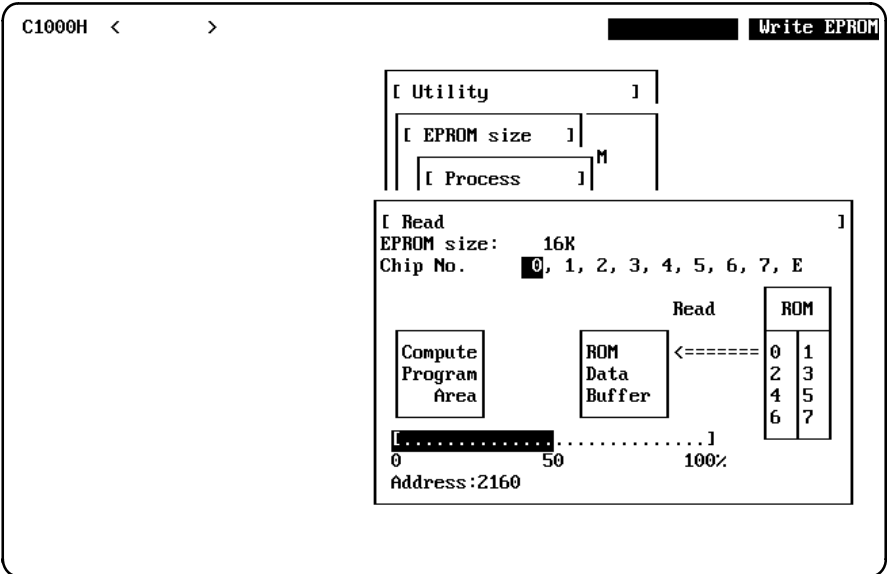 C1000H < > Write EPROM
[ Utility ]
[ EPROM size ]
M
[ Process ]
[ Read ]
EPROM size: 16K
Chip No. 0, 1, 2, 3, 4, 5, 6, 7, E
Read ROM
Compute ROM <======= 0 1
Program Data 2 3
Area Buffer 4 5
6 7
[.............................]
0 50 100%
Address:2160